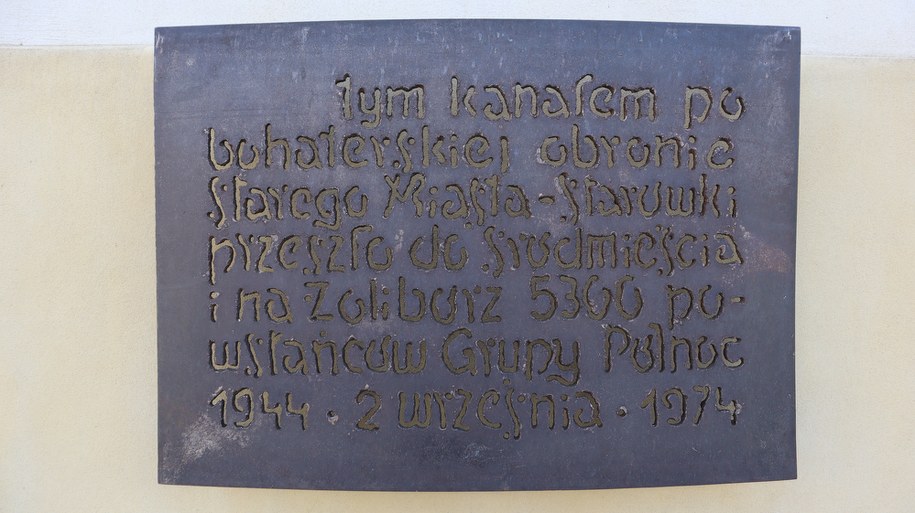 tym kanałem po
bohaterskiej obronie
starego Miasta-starówki
przeszło do śródmieścia
i na Żoliborz 5300 po-
wstańców Grupy Północ
1944 · 2 września · 1974